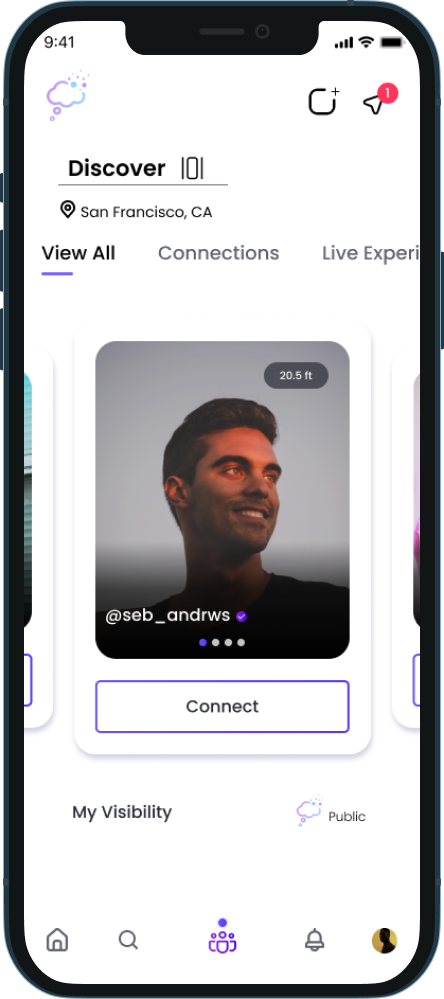 9:41
1
Discover
San Francisco, CA
View All Connections Live Experi
20.5 ft
@seb_andrws
Connect
My Visibility Public